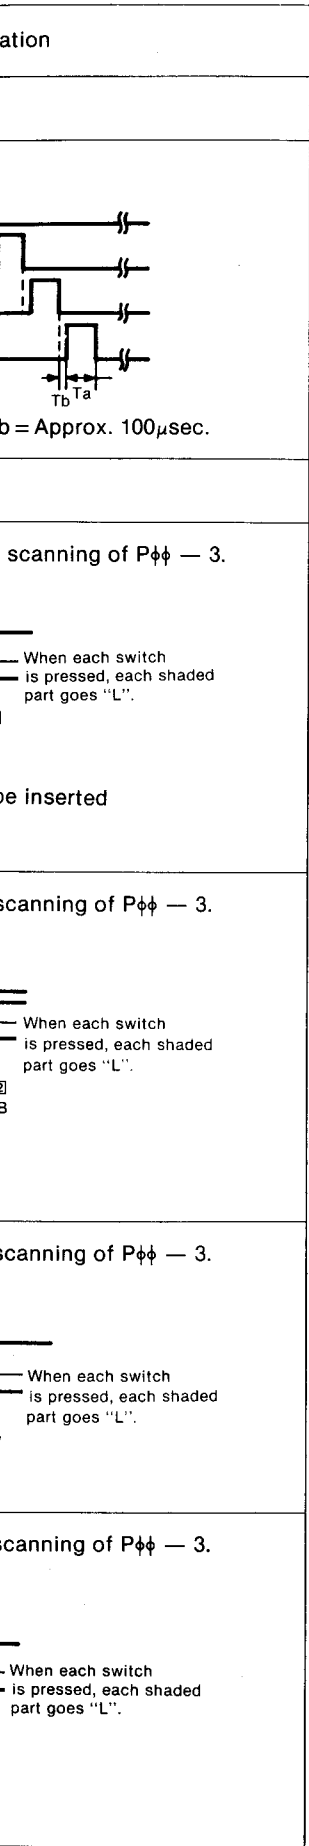 ation
Tb Ta
b = Approx. 100μsec.
scanning of Pϕϕ — 3.
When each switch
is pressed, each shaded
part goes “L”.
be inserted
scanning of Pϕϕ — 3.
When each switch
is pressed, each shaded
part goes “L”.
2
B
scanning of Pϕϕ — 3.
When each switch
is pressed, each shaded
part goes “L”.
scanning of Pϕϕ — 3.
When each switch
is pressed, each shaded
part goes “L”.